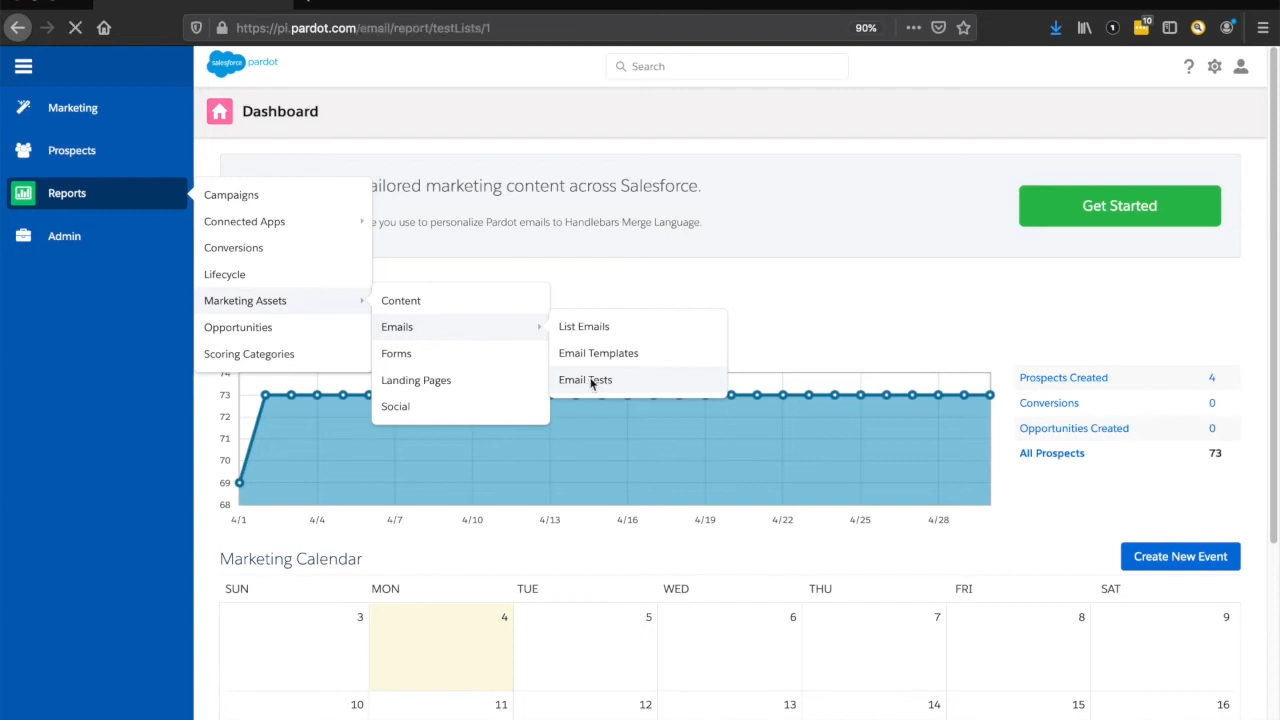 https://pi.pardot.com/email/report/testLists/1
90%
10
salesforce pardot
Search
Marketing
Prospects
Reports
Admin
Dashboard
ailored marketing content across Salesforce.
e you use to personalize Pardot emails to Handlebars Merge Language.
Get Started
Campaigns
Connected Apps
Conversions
Lifecycle
Marketing Assets
Opportunities
Scoring Categories
Content
Emails
Forms
Landing Pages
Social
List Emails
Email Templates
Email Tests
74
73
72
71
70
69
68
4/1 4/4 4/7 4/10 4/13 4/16 4/19 4/22 4/25 4/28
Prospects Created 4
Conversions 0
Opportunities Created 0
All Prospects 73
Marketing Calendar
Create New Event
SUN MON TUE WED THU FRI SAT
3 4 5 6 7 8 9
10 11 12 13 14 15 16